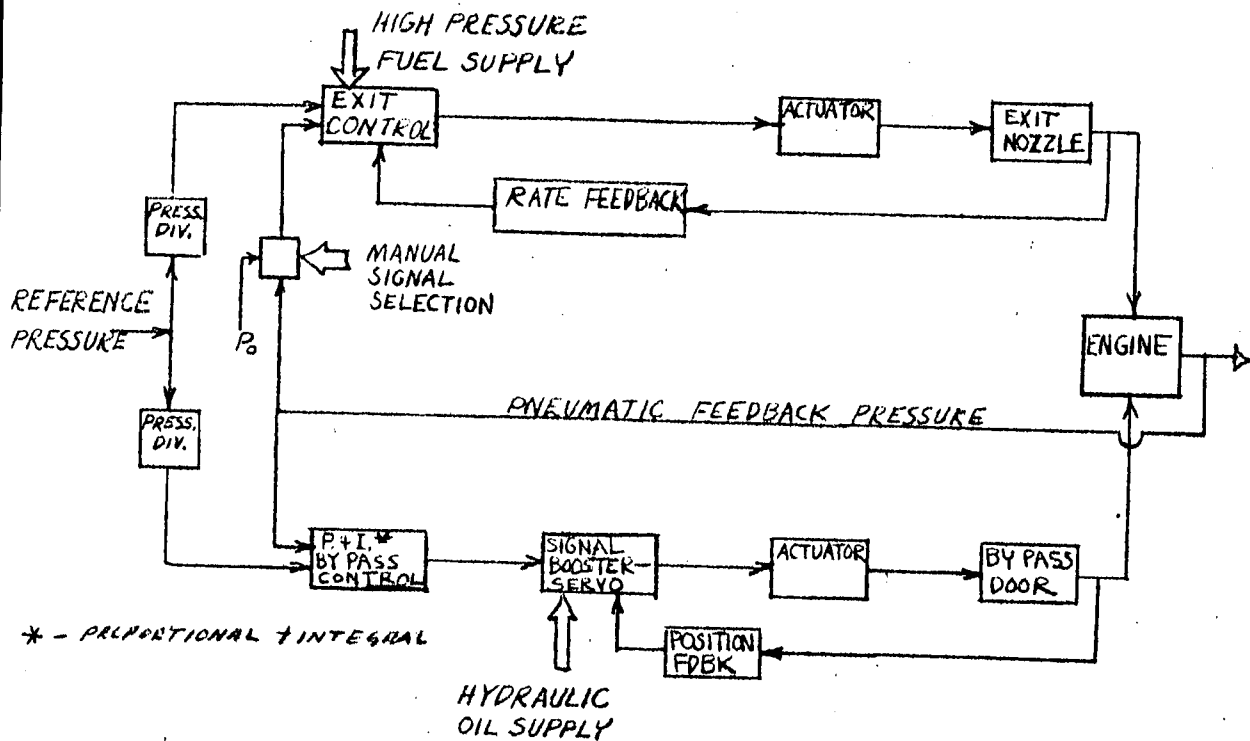 HIGH PRESSURE
FUEL SUPPLY
EXIT
CONTROL
ACTUATOR
EXIT
NOZZLE
RATE FEEDBACK
PRESS.
DIV.
MANUAL
SIGNAL
SELECTION
REFERENCE
PRESSURE
P₀
ENGINE
PNEUMATIC FEEDBACK PRESSURE
PRESS.
DIV.
P. + I. *
BY PASS
CONTROL
SIGNAL
BOOSTER-
SERVO
ACTUATOR
BY PASS
DOOR
* - PROPORTIONAL + INTEGRAL
POSITION
FDBK
HYDRAULIC
OIL SUPPLY